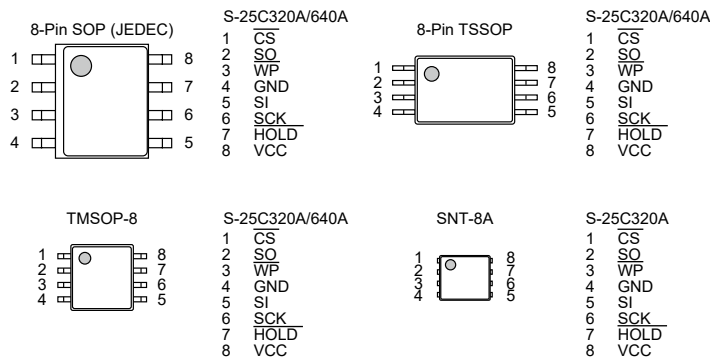 8-Pin SOP (JEDEC)
1
2
3
4
8
7
6
5
S-25C320A/640A
1 CS
2 SO
3 WP
4 GND
5 SI
6 SCK
7 HOLD
8 VCC
8-Pin TSSOP
1
2
3
4
8
7
6
5
S-25C320A/640A
1 CS
2 SO
3 WP
4 GND
5 SI
6 SCK
7 HOLD
8 VCC
TMSOP-8
1
2
3
4
8
7
6
5
S-25C320A/640A
1 CS
2 SO
3 WP
4 GND
5 SI
6 SCK
7 HOLD
8 VCC
SNT-8A
1
2
3
4
8
7
6
5
S-25C320A
1 CS
2 SO
3 WP
4 GND
5 SI
6 SCK
7 HOLD
8 VCC